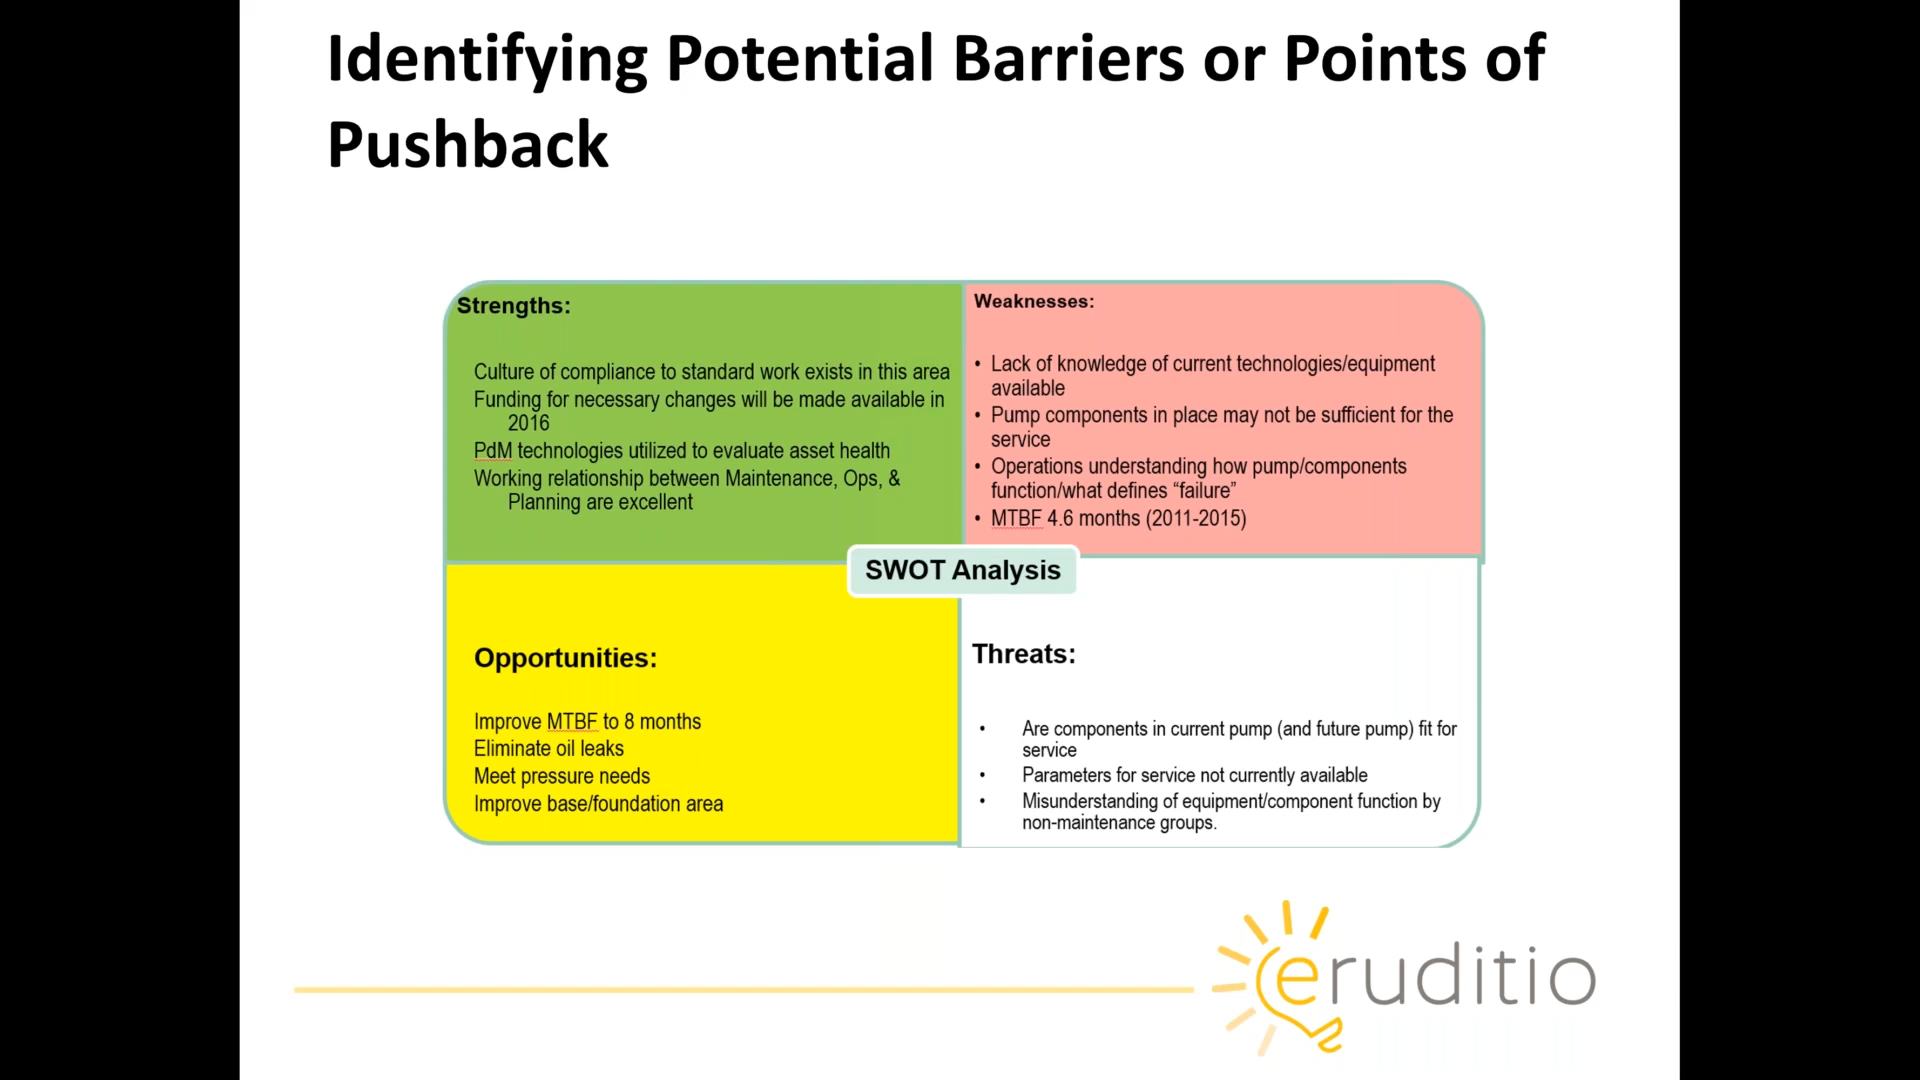 Identifying Potential Barriers or Points of
Pushback
Strengths:
Culture of compliance to standard work exists in this area
Funding for necessary changes will be made available in
2016
PdM technologies utilized to evaluate asset health
Working relationship between Maintenance, Ops, &
Planning are excellent
Weaknesses:
• Lack of knowledge of current technologies/equipment
available
• Pump components in place may not be sufficient for the
service
• Operations understanding how pump/components
function/what defines “failure”
• MTBF 4.6 months (2011-2015)
SWOT Analysis
Opportunities:
Improve MTBF to 8 months
Eliminate oil leaks
Meet pressure needs
Improve base/foundation area
Threats:
• Are components in current pump (and future pump) fit for
service
• Parameters for service not currently available
• Misunderstanding of equipment/component function by
non-maintenance groups.
eruditio